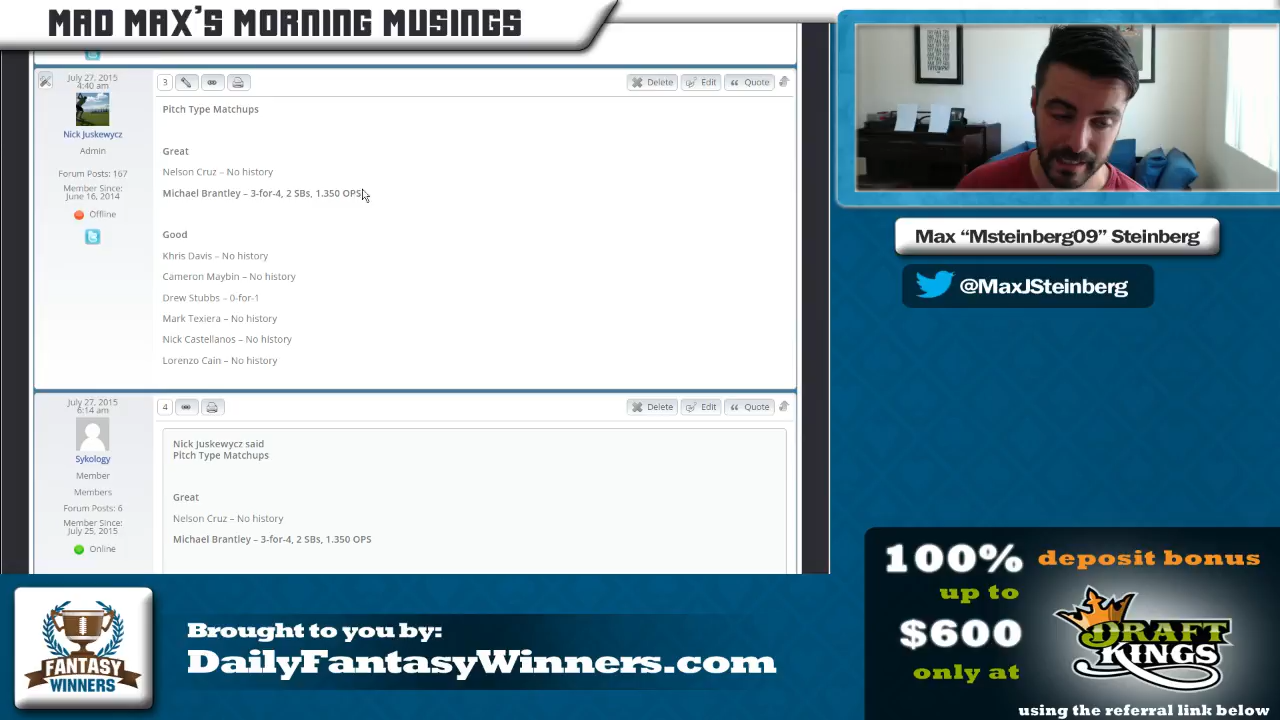 MAD MAX'S MORNING MUSINGS
July 27, 2015
4:40 am
3
Delete
Edit
Quote
Nick Juskewycz
Admin
Forum Posts: 167
Member Since:
June 16, 2014
Offline
Pitch Type Matchups
Great
Nelson Cruz – No history
Michael Brantley – 3-for-4, 2 SBs, 1.350 OPS
Good
Khris Davis – No history
Cameron Maybin – No history
Drew Stubbs – 0-for-1
Mark Texiera – No history
Nick Castellanos – No history
Lorenzo Cain – No history
July 27, 2015
6:14 am
4
Delete
Edit
Quote
Sykology
Member
Members
Forum Posts: 6
Member Since:
July 25, 2015
Online
Nick Juskewycz said
Pitch Type Matchups
Great
Nelson Cruz – No history
Michael Brantley – 3-for-4, 2 SBs, 1.350 OPS
Max “Msteinberg09” Steinberg
@MaxJSteinberg
FANTASY
WINNERS
Brought to you by:
DailyFantasyWinners.com
100% deposit bonus
up to
$600
only at
DRAFT
KINGS
using the referral link below